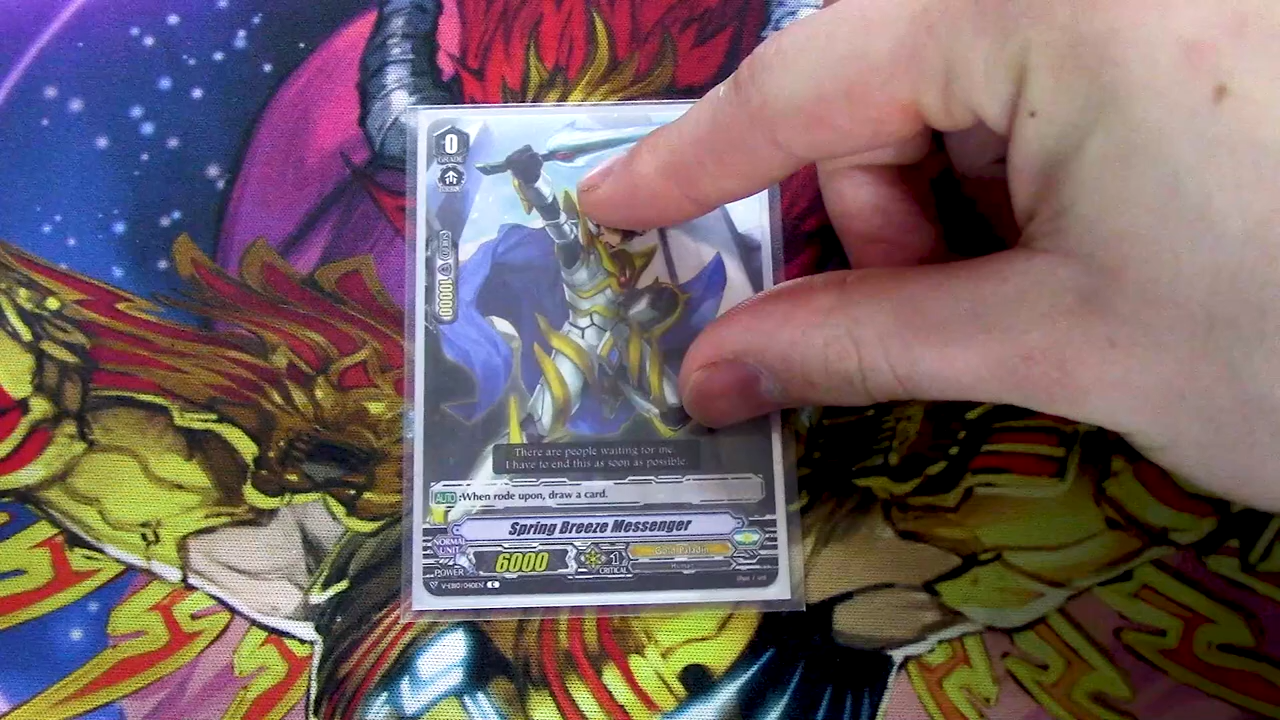 0
GRADE
10000
There are people waiting for me.
I have to end this as soon as possible.
AUTO :When rode upon, draw a card.
Spring Breeze Messenger
NORMAL UNIT
POWER 6000 1 CRITICAL
Gold Paladin
Human
V-EB10/040EN C